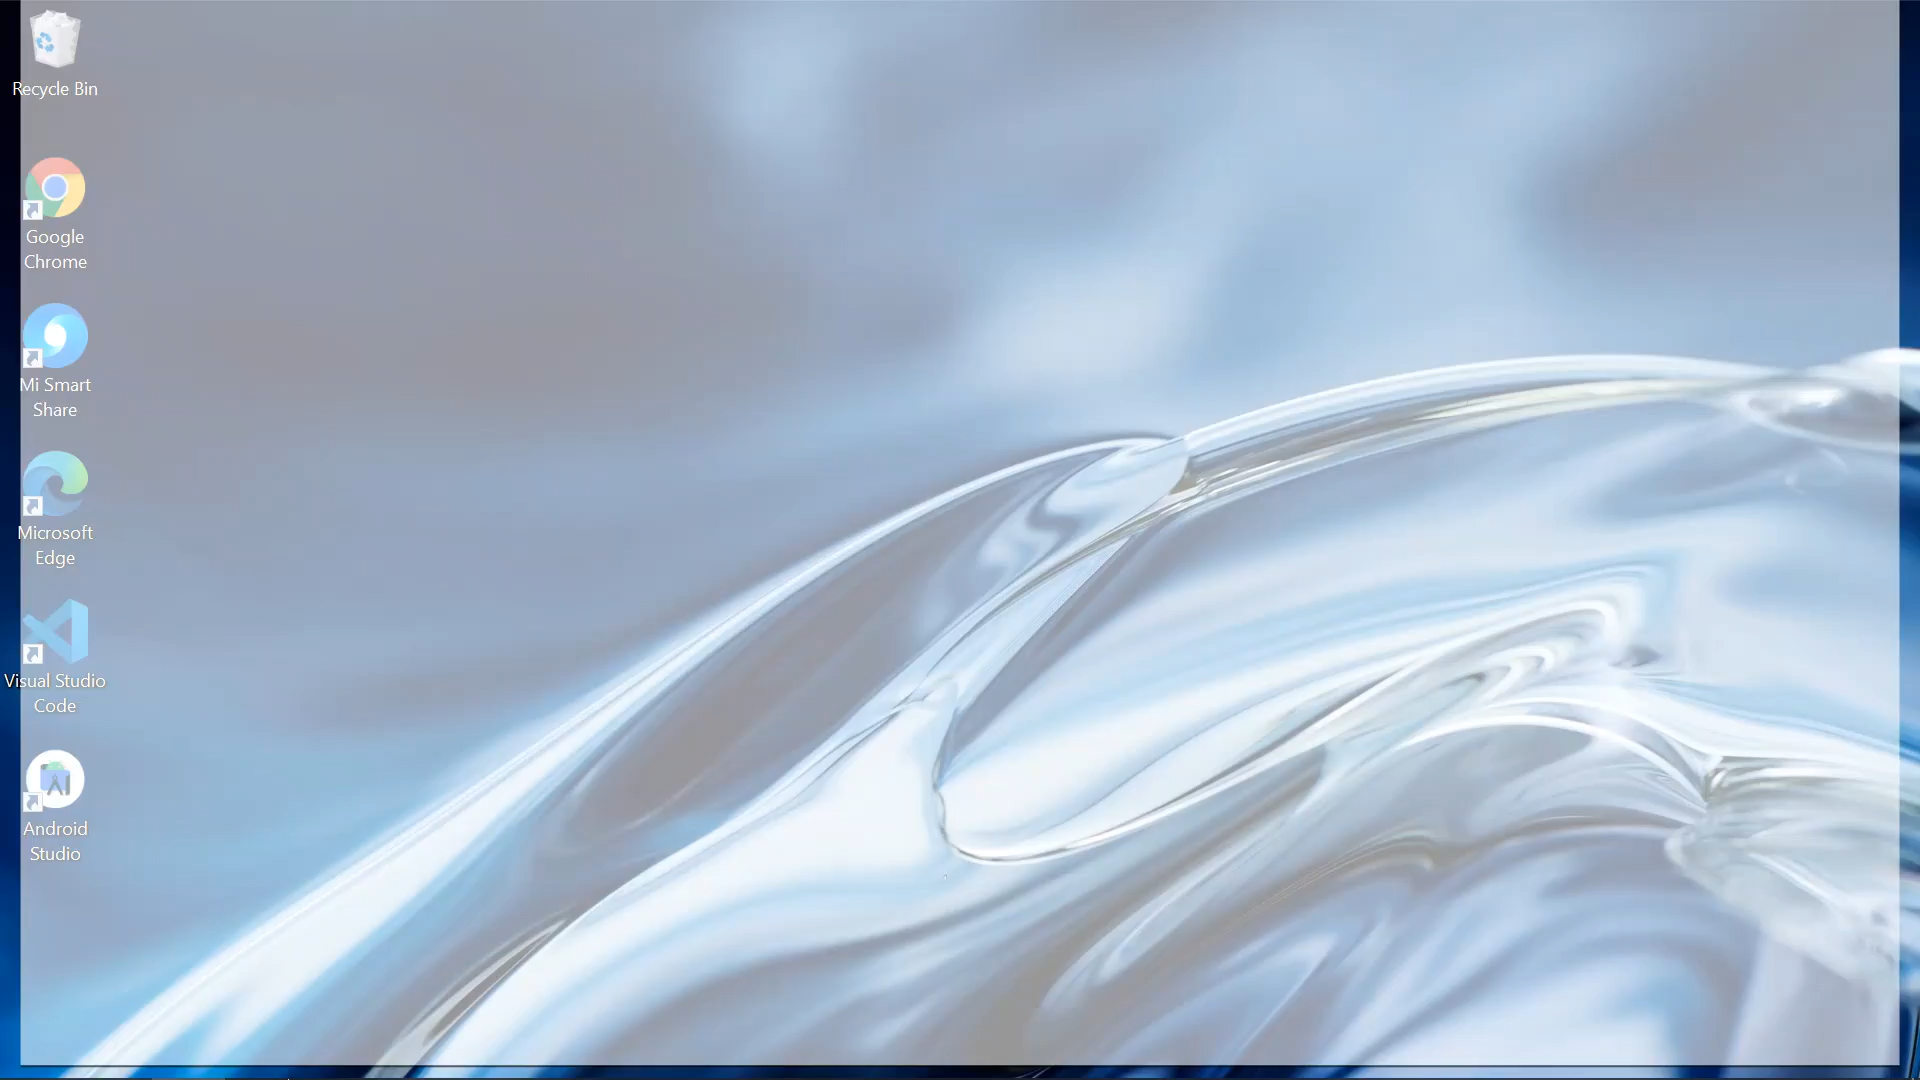 Recycle Bin
Google
Chrome
Mi Smart
Share
Microsoft
Edge
Visual Studio
Code
Android
Studio